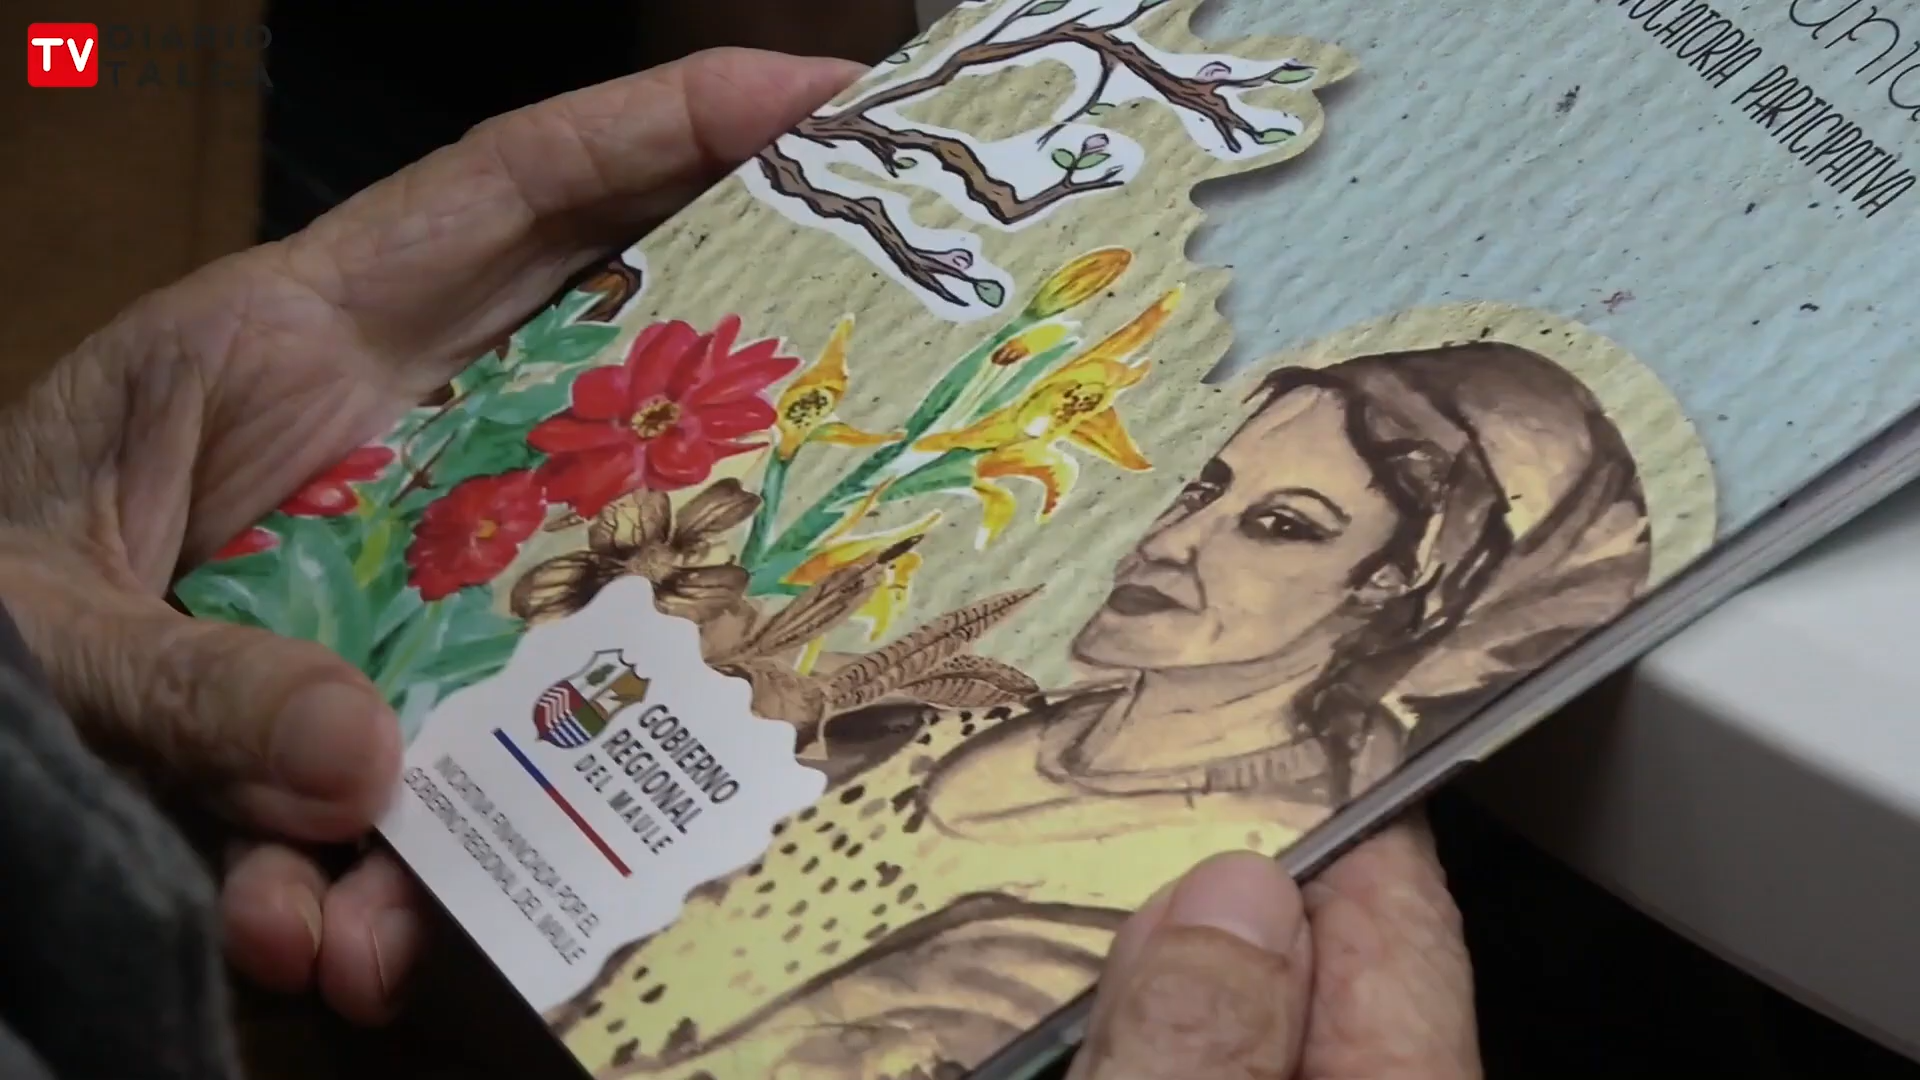 TV DIARIO
TALCA
CONVOCATORIA PARTICIPATIVA
GOBIERNO
REGIONAL
DEL MAULE
INICIATIVA FINANCIADA POR EL
GOBIERNO REGIONAL DEL MAULE